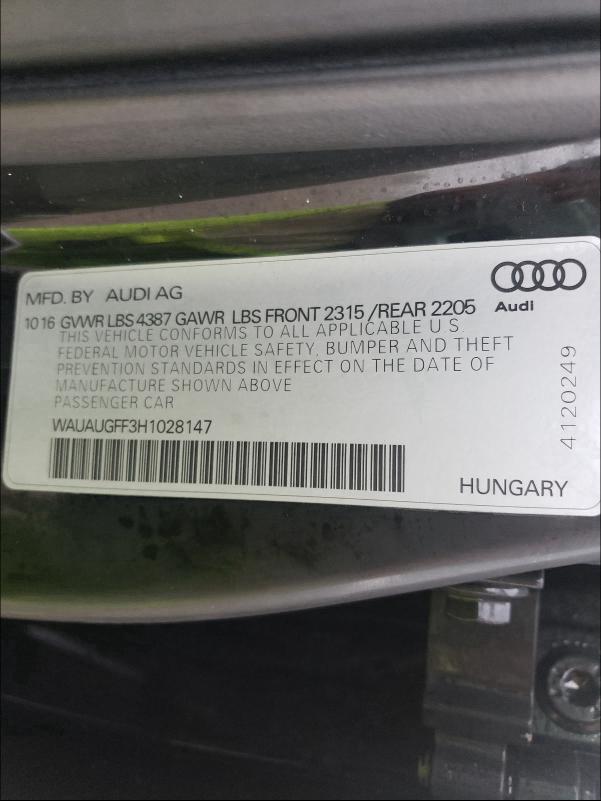 MFD. BY AUDI AG
Audi
10 16 GVWR LBS 4387 GAWR LBS FRONT 2315 /REAR 2205
THIS VEHICLE CONFORMS TO ALL APPLICABLE U.S.
FEDERAL MOTOR VEHICLE SAFETY, BUMPER AND THEFT
PREVENTION STANDARDS IN EFFECT ON THE DATE OF
MANUFACTURE SHOWN ABOVE
PASSENGER CAR
WAUAUGFF3H1028147
4120249
HUNGARY